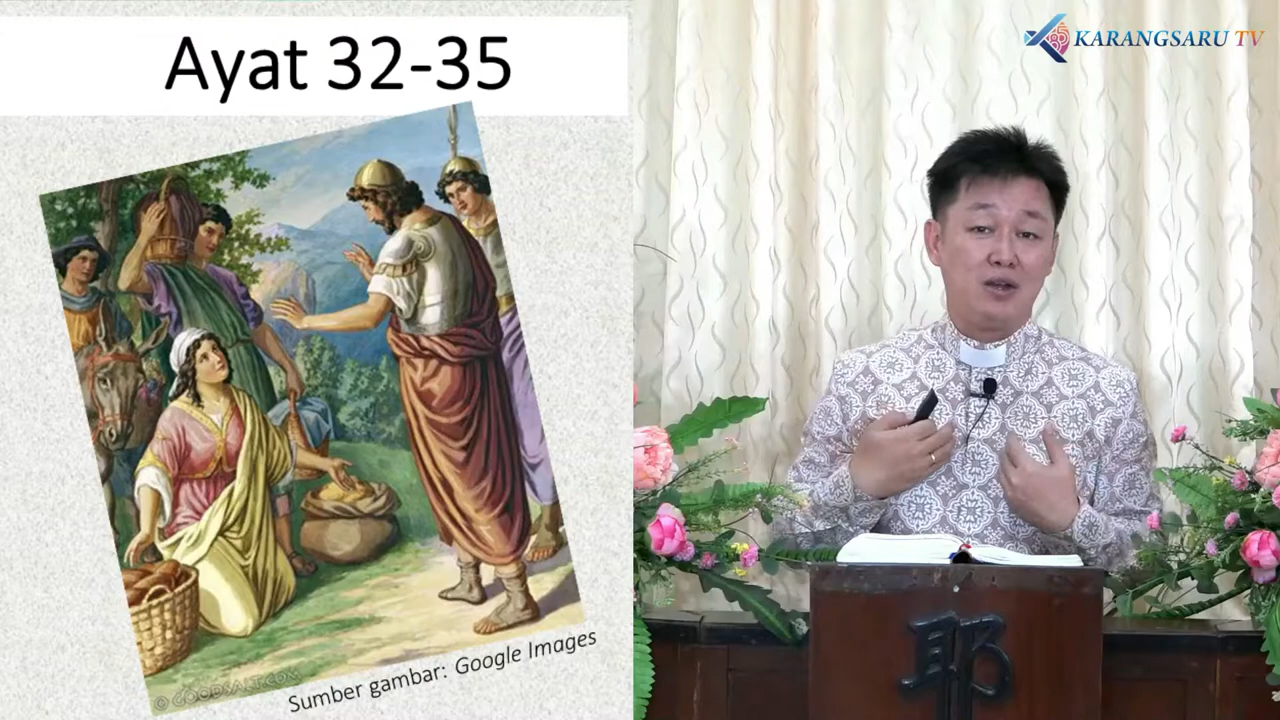 Ayat 32-35
KARANGSARU TV
© GOODSALT.COM
Sumber gambar: Google Images
耶